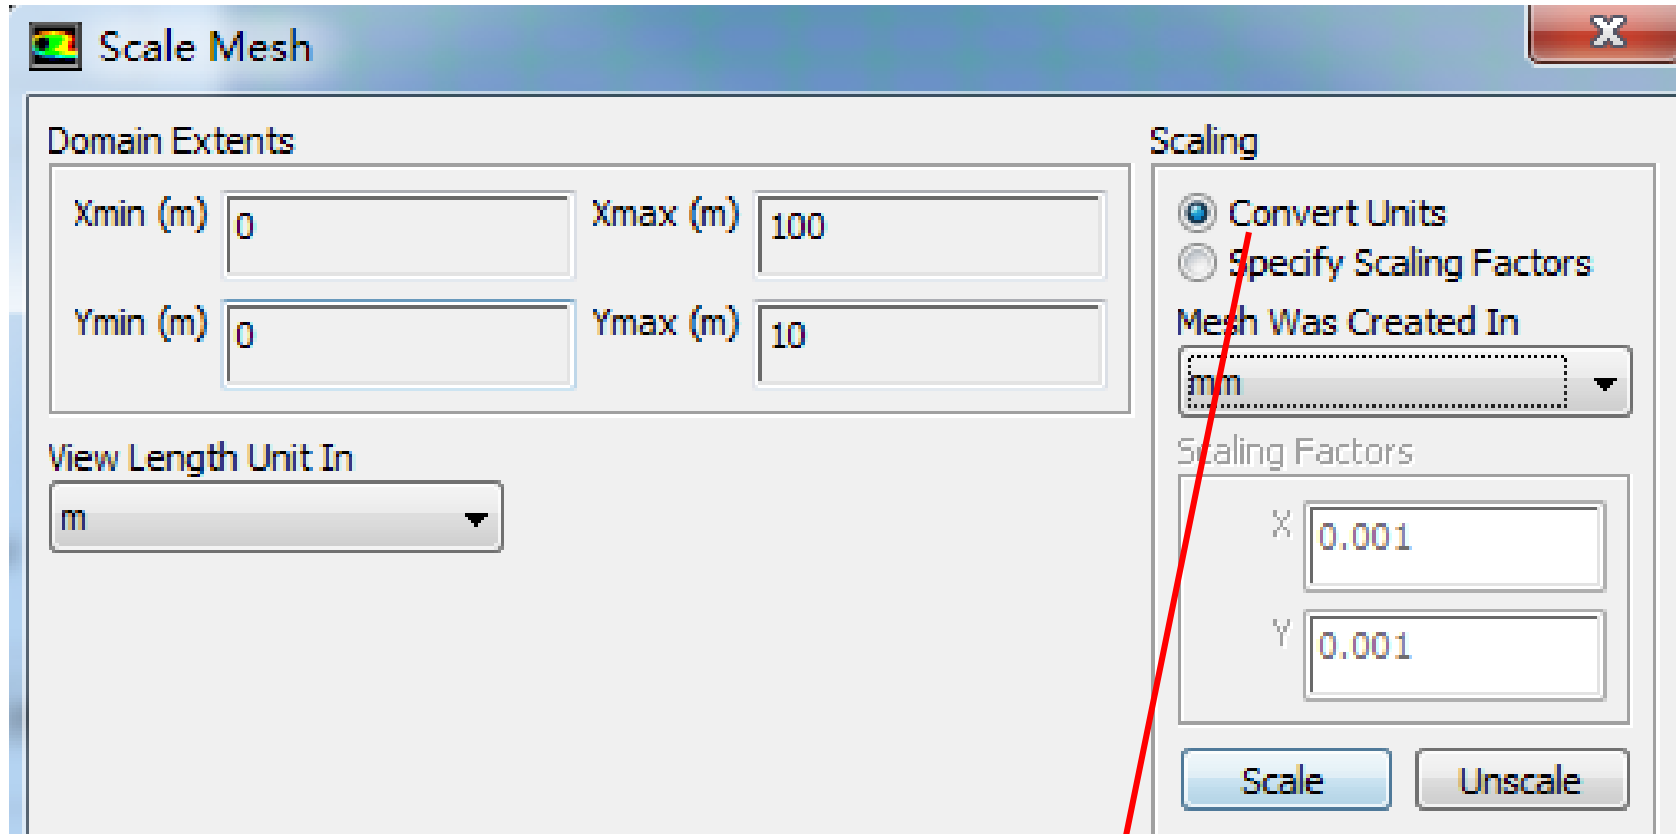 Scale Mesh
Domain Extents
Xmin (m) 0 Xmax (m) 100
Ymin (m) 0 Ymax (m) 10
View Length Unit In
m
Scaling
Convert Units
Specify Scaling Factors
Mesh Was Created In
mm
Scaling Factors
X 0.001
Y 0.001
Scale Unscale